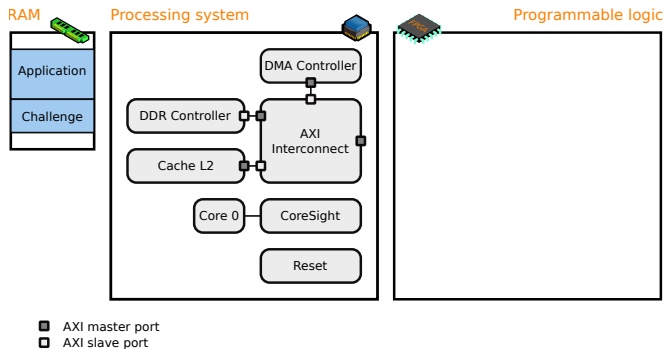 RAM
Processing system
Programmable logic
FPGA
DMA Controller
Application
DDR Controller
AXI
Interconnect
Challenge
Cache L2
Core 0
CoreSight
Reset
AXI master port
AXI slave port